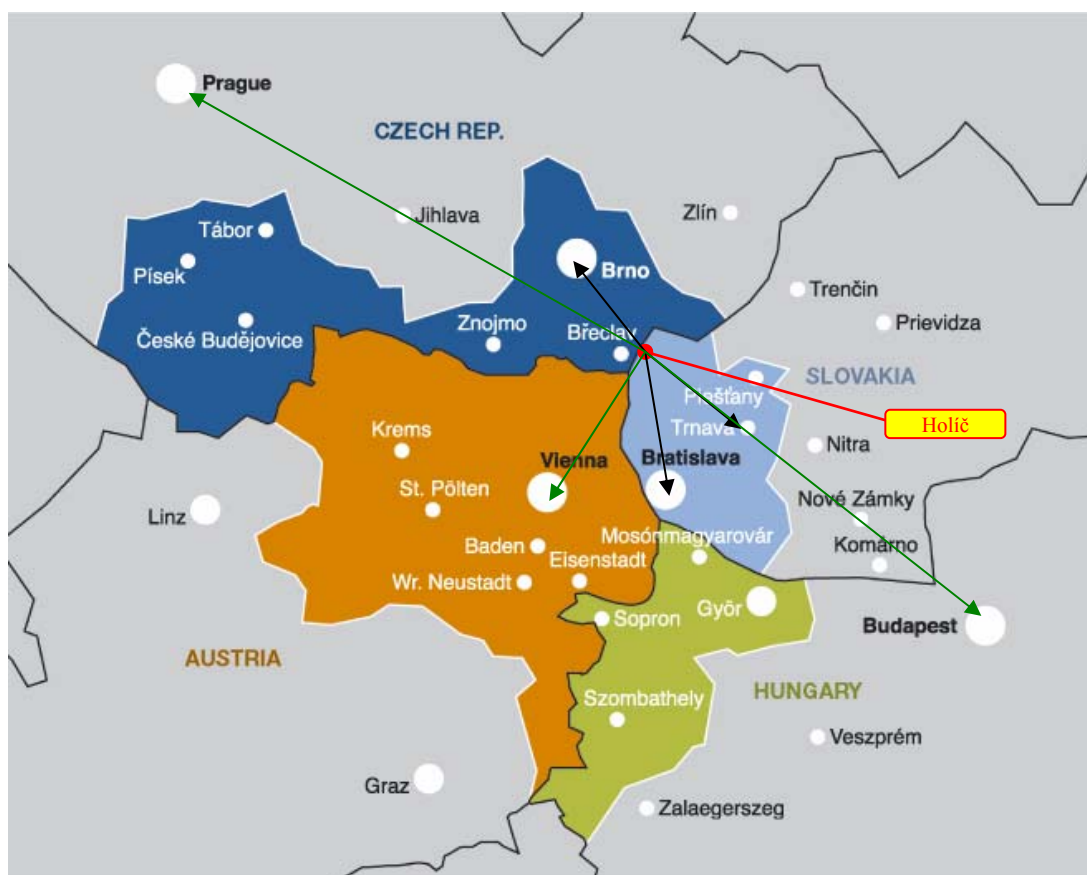 Prague
CZECH REP.
Jihlava
Zlín
Tábor
Písek
Brno
Trenčín
České Budějovice
Znojmo
Břeclav
Prievidza
Piašťany
SLOVAKIA
Holíč
Krems
Trnava
Nitra
Vienna
Bratislava
St. Pölten
Nové Zámky
Linz
Mosónmagyarovár
Komárno
Baden
Eisenstadt
Wr. Neustadt
Györ
Sopron
Budapest
AUSTRIA
HUNGARY
Szombathely
Veszprém
Graz
Zalaegerszeg